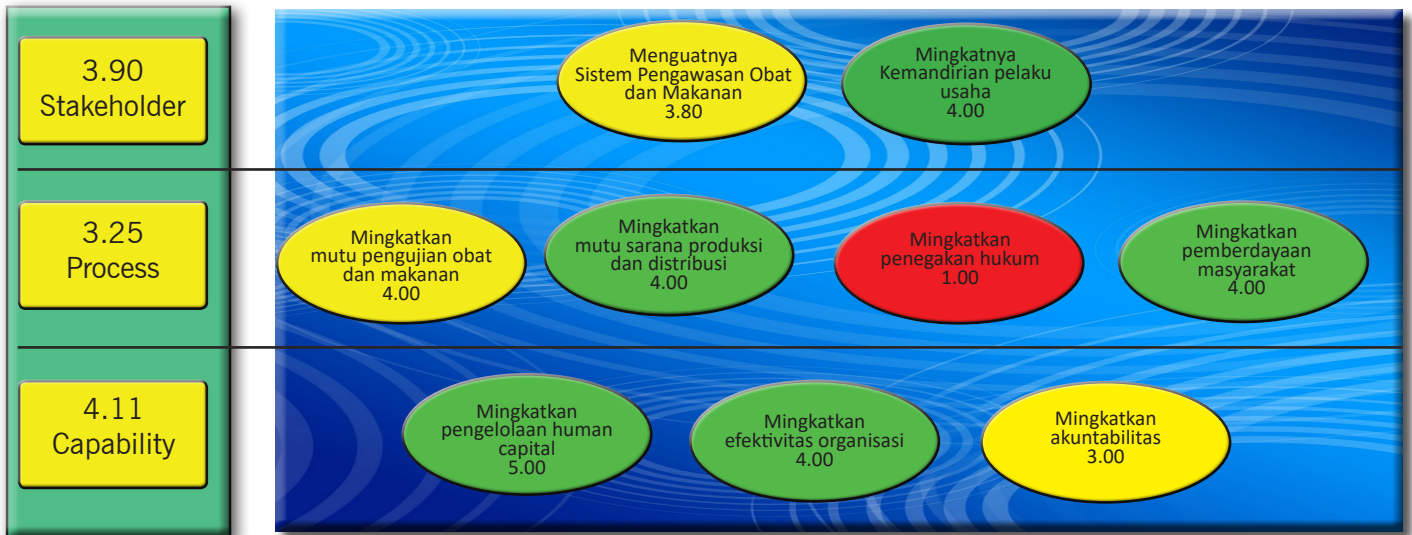 3.90
Stakeholder
Menguatnya
Sistem Pengawasan Obat
dan Makanan
3.80
Mingkatnya
Kemandirian pelaku
usaha
4.00
3.25
Process
Mingkatkan
mutu pengujian obat
dan makanan
4.00
Mingkatkan
mutu sarana produksi
dan distribusi
4.00
Mingkatkan
penegakan hukum
1.00
Mingkatkan
pemberdayaan
masyarakat
4.00
4.11
Capability
Mingkatkan
pengelolaan human
capital
5.00
Mingkatkan
efektivitas organisasi
4.00
Mingkatkan
akuntabilitas
3.00